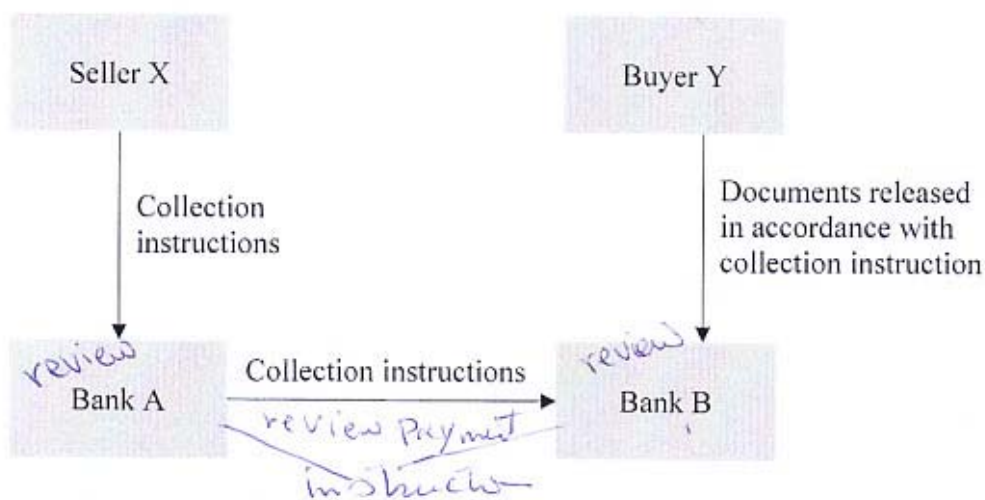 Seller X
Buyer Y
Collection
instructions
Documents released
in accordance with
collection instruction
review
Bank A
Collection instructions
review payment
instruction
review
Bank B